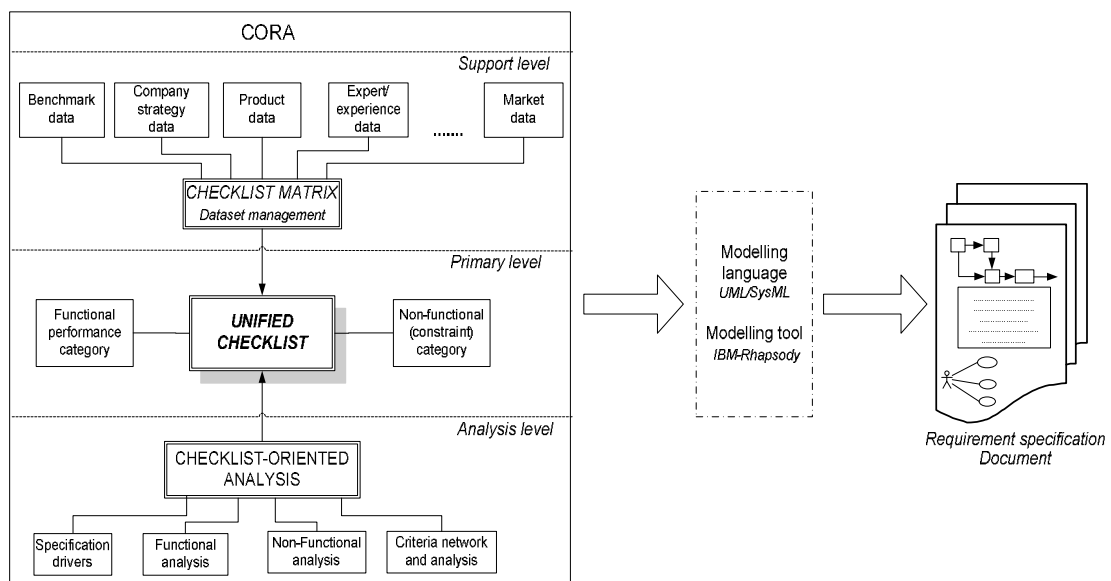 CORA
Support level
Benchmark
data
Company
strategy
data
Product
data
Expert/
experience
data
.......
Market
data
CHECKLIST MATRIX
Dataset management
Primary level
Functional
performance
category
UNIFIED
CHECKLIST
Non-functional
(constraint)
category
Analysis level
CHECKLIST-ORIENTED
ANALYSIS
Specification
drivers
Functional
analysis
Non-Functional
analysis
Criteria network
and analysis
Modelling
language
UML/SysML
Modelling tool
IBM-Rhapsody
Requirement specification
Document